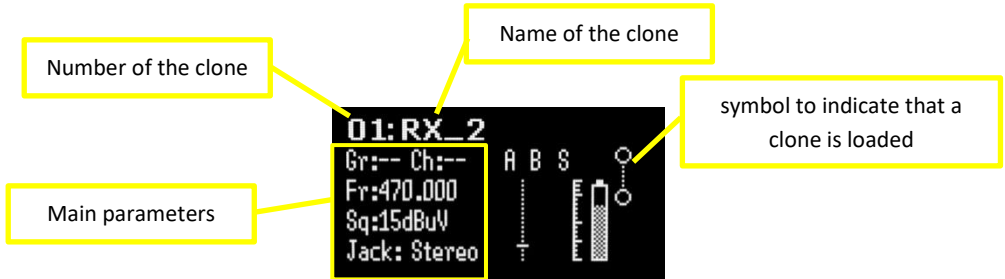 Name of the clone
Number of the clone
symbol to indicate that a
clone is loaded
01:RX_2
Gr:-- Ch:-- A B S
Fr:470.000
Sq:15dBuV
Main parameters
Jack: Stereo